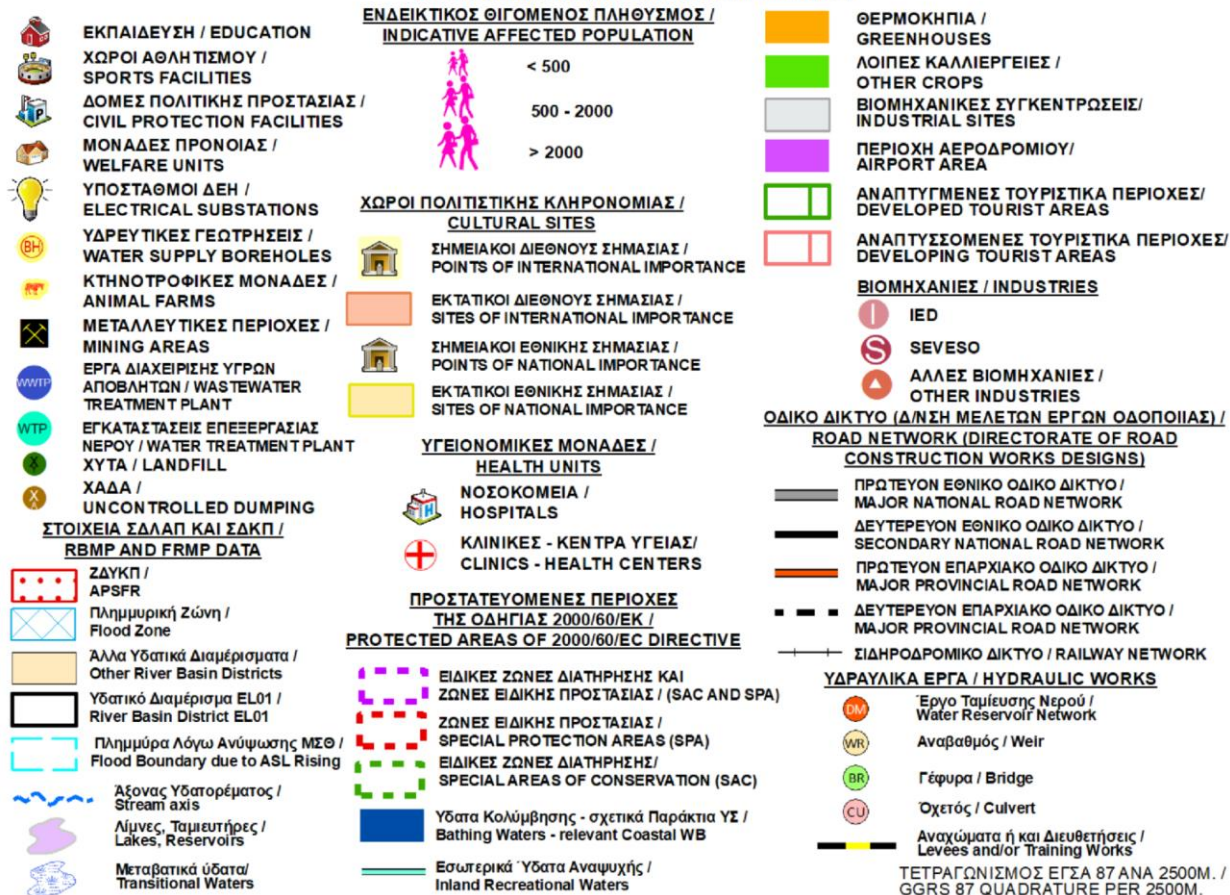 ΕΚΠΑΙΔΕΥΣΗ / EDUCATION
ΧΩΡΟΙ ΑΘΛΗΤΙΣΜΟΥ /
SPORTS FACILITIES
ΔΟΜΕΣ ΠΟΛΙΤΙΚΗΣ ΠΡΟΣΤΑΣΙΑΣ /
CIVIL PROTECTION FACILITIES
P
ΜΟΝΑΔΕΣ ΠΡΟΝΟΙΑΣ /
WELFARE UNITS
ΥΠΟΣΤΑΘΜΟΙ ΔΕΗ /
ELECTRICAL SUBSTATIONS
BH
ΥΔΡΕΥΤΙΚΕΣ ΓΕΩΤΡΗΣΕΙΣ /
WATER SUPPLY BOREHOLES
ΚΤΗΝΟΤΡΟΦΙΚΕΣ ΜΟΝΑΔΕΣ /
ANIMAL FARMS
ΜΕΤΑΛΛΕΥΤΙΚΕΣ ΠΕΡΙΟΧΕΣ /
MINING AREAS
WWTP
ΕΡΓΑ ΔΙΑΧΕΙΡΙΣΗΣ ΥΓΡΩΝ
ΑΠΟΒΛΗΤΩΝ / WASTEWATER
TREATMENT PLANT
WTP
ΕΓΚΑΤΑΣΤΑΣΕΙΣ ΕΠΕΞΕΡΓΑΣΙΑΣ
ΝΕΡΟΥ / WATER TREATMENT PLANT
ΧΥΤΑ / LANDFILL
ΧΑΔΑ /
UNCONTROLLED DUMPING
ΣΤΟΙΧΕΙΑ ΣΔΛΑΠ ΚΑΙ ΣΔΚΠ /
RBMP AND FRMP DATA
ΖΔΥΚΠ /
APSFR
Πλημμυρική Ζώνη /
Flood Zone
Άλλα Υδατικά Διαμέρισματα /
Other River Basin Districts
Υδατικό Διαμέρισμα EL01 /
River Basin District EL01
Πλημμύρα Λόγω Ανύψωσης ΜΣΘ /
Flood Boundary due to ASL Rising
Άξονας Υδατορέματος /
Stream axis
Λίμνες, Ταμιευτήρες /
Lakes, Reservoirs
Μεταβατικά ύδατα/
Transitional Waters
ΕΝΔΕΙΚΤΙΚΟΣ ΘΙΓΟΜΕΝΟΣ ΠΛΗΘΥΣΜΟΣ /
INDICATIVE AFFECTED POPULATION
< 500
500 - 2000
> 2000
ΧΩΡΟΙ ΠΟΛΙΤΙΣΤΙΚΗΣ ΚΛΗΡΟΝΟΜΙΑΣ /
CULTURAL SITES
ΣΗΜΕΙΑΚΟΙ ΔΙΕΘΝΟΥΣ ΣΗΜΑΣΙΑΣ /
POINTS OF INTERNATIONAL IMPORTANCE
ΕΚΤΑΤΙΚΟΙ ΔΙΕΘΝΟΥΣ ΣΗΜΑΣΙΑΣ /
SITES OF INTERNATIONAL IMPORTANCE
ΣΗΜΕΙΑΚΟΙ ΕΘΝΙΚΗΣ ΣΗΜΑΣΙΑΣ /
POINTS OF NATIONAL IMPORTANCE
ΕΚΤΑΤΙΚΟΙ ΕΘΝΙΚΗΣ ΣΗΜΑΣΙΑΣ /
SITES OF NATIONAL IMPORTANCE
ΥΓΕΙΟΝΟΜΙΚΕΣ ΜΟΝΑΔΕΣ /
HEALTH UNITS
H
ΝΟΣΟΚΟΜΕΙΑ /
HOSPITALS
ΚΛΙΝΙΚΕΣ - ΚΕΝΤΡΑ ΥΓΕΙΑΣ/
CLINICS - HEALTH CENTERS
ΠΡΟΣΤΑΤΕΥΟΜΕΝΕΣ ΠΕΡΙΟΧΕΣ
ΤΗΣ ΟΔΗΓΙΑΣ 2000/60/ΕΚ /
PROTECTED AREAS OF 2000/60/EC DIRECTIVE
ΕΙΔΙΚΕΣ ΖΩΝΕΣ ΔΙΑΤΗΡΗΣΗΣ ΚΑΙ
ΖΩΝΕΣ ΕΙΔΙΚΗΣ ΠΡΟΣΤΑΣΙΑΣ / (SAC AND SPA)
ΖΩΝΕΣ ΕΙΔΙΚΗΣ ΠΡΟΣΤΑΣΙΑΣ /
SPECIAL PROTECTION AREAS (SPA)
ΕΙΔΙΚΕΣ ΖΩΝΕΣ ΔΙΑΤΗΡΗΣΗΣ/
SPECIAL AREAS OF CONSERVATION (SAC)
Υδατα Κολύμβησης - σχετικά Παράκτια ΥΣ /
Bathing Waters - relevant Coastal WB
Εσωτερικά ΄Υδατα Αναψυχής /
Inland Recreational Waters
ΘΕΡΜΟΚΗΠΙΑ /
GREENHOUSES
ΛΟΙΠΕΣ ΚΑΛΛΙΕΡΓΕΙΕΣ /
OTHER CROPS
ΒΙΟΜΗΧΑΝΙΚΕΣ ΣΥΓΚΕΝΤΡΩΣΕΙΣ/
INDUSTRIAL SITES
ΠΕΡΙΟΧΗ ΑΕΡΟΔΡΟΜΙΟΥ/
AIRPORT AREA
ΑΝΑΠΤΥΓΜΕΝΕΣ ΤΟΥΡΙΣΤΙΚΑ ΠΕΡΙΟΧΕΣ/
DEVELOPED TOURIST AREAS
ΑΝΑΠΤΥΣΣΟΜΕΝΕΣ ΤΟΥΡΙΣΤΙΚΑ ΠΕΡΙΟΧΕΣ/
DEVELOPING TOURIST AREAS
ΒΙΟΜΗΧΑΝΙΕΣ / INDUSTRIES
I
IED
S
SEVESO
ΑΛΛΕΣ ΒΙΟΜΗΧΑΝΙΕΣ /
OTHER INDUSTRIES
ΟΔΙΚΟ ΔΙΚΤΥΟ (Δ/ΝΣΗ ΜΕΛΕΤΩΝ ΕΡΓΩΝ ΟΔΟΠΟΙΙΑΣ) /
ROAD NETWORK (DIRECTORATE OF ROAD
CONSTRUCTION WORKS DESIGNS)
ΠΡΩΤΕΥΟΝ ΕΘΝΙΚΟ ΟΔΙΚΟ ΔΙΚΤΥΟ /
MAJOR NATIONAL ROAD NETWORK
ΔΕΥΤΕΡΕΥΟΝ ΕΘΝΙΚΟ ΟΔΙΚΟ ΔΙΚΤΥΟ /
SECONDARY NATIONAL ROAD NETWORK
ΠΡΩΤΕΥΟΝ ΕΠΑΡΧΙΑΚΟ ΟΔΙΚΟ ΔΙΚΤΥΟ /
MAJOR PROVINCIAL ROAD NETWORK
ΔΕΥΤΕΡΕΥΟΝ ΕΠΑΡΧΙΑΚΟ ΟΔΙΚΟ ΔΙΚΤΥΟ /
MAJOR PROVINCIAL ROAD NETWORK
ΣΙΔΗΡΟΔΡΟΜΙΚΟ ΔΙΚΤΥΟ / RAILWAY NETWORK
ΥΔΡΑΥΛΙΚΑ ΕΡΓΑ / HYDRAULIC WORKS
DM
Έργο Ταμίευσης Νερού /
Water Reservoir Network
WR
Αναβαθμός / Weir
BR
Γέφυρα / Bridge
CU
Όχετός / Culvert
Αναχώματα ή και Διευθετήσεις /
Levees and/or Training Works
ΤΕΤΡΑΓΩΝΙΣΜΟΣ ΕΓΣΑ 87 ΑΝΑ 2500Μ. /
GGRS 87 QUADRATURE PER 2500M.